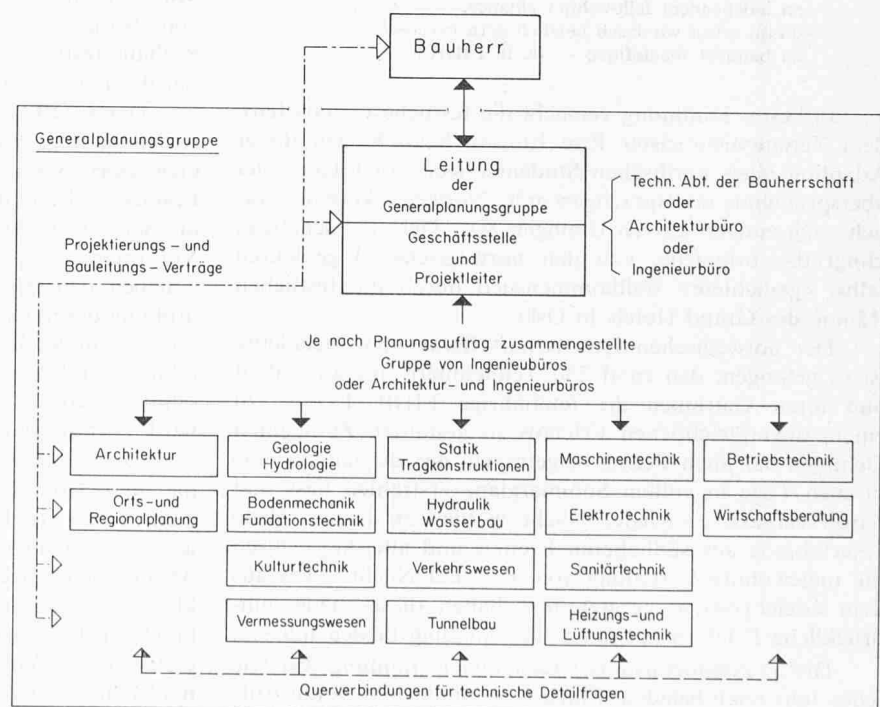 Bauherr
Generalplanungsgruppe
Leitung
der
Generalplanungsgruppe
Geschäftsstelle
und
Projektleiter
Techn. Abt. der Bauherrschaft
oder
Architekturbüro
oder
Ingenieurbüro
Projektierungs- und
Bauleitungs-Verträge
Je nach Planungsauftrag zusammengestellte
Gruppe von Ingenieurbüros
oder Architektur- und Ingenieurbüros
Architektur
Geologie
Hydrologie
Statik
Tragkonstruktionen
Maschinentechnik
Betriebstechnik
Orts- und
Regionalplanung
Bodenmechanik
Fundationstechnik
Hydraulik
Wasserbau
Elektrotechnik
Wirtschaftsberatung
Kulturtechnik
Verkehrswesen
Sanitärtechnik
Vermessungswesen
Tunnelbau
Heizungs- und
Lüftungstechnik
Querverbindungen für technische Detailfragen